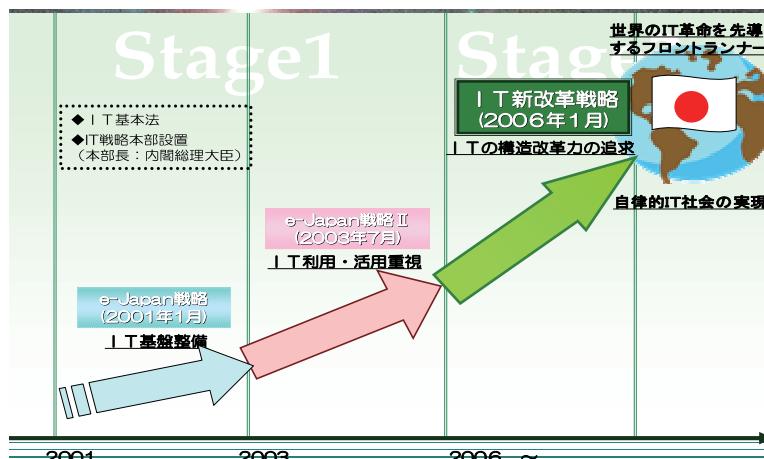 Stage1
Stage
世界のIT革命を先導
するフロントランナー
ＩＴ新改革戦略
(2006年1月)
ＩＴの構造改革力の追求
◆ＩＴ基本法
◆IT戦略本部設置
（本部長：内閣総理大臣）
自律的IT社会の実現
e-Japan戦略Ⅱ
(2003年7月)
ＩＴ利用・活用重視
e-Japan戦略
(2001年1月)
ＩＴ基盤整備
2001
2003
2006　～